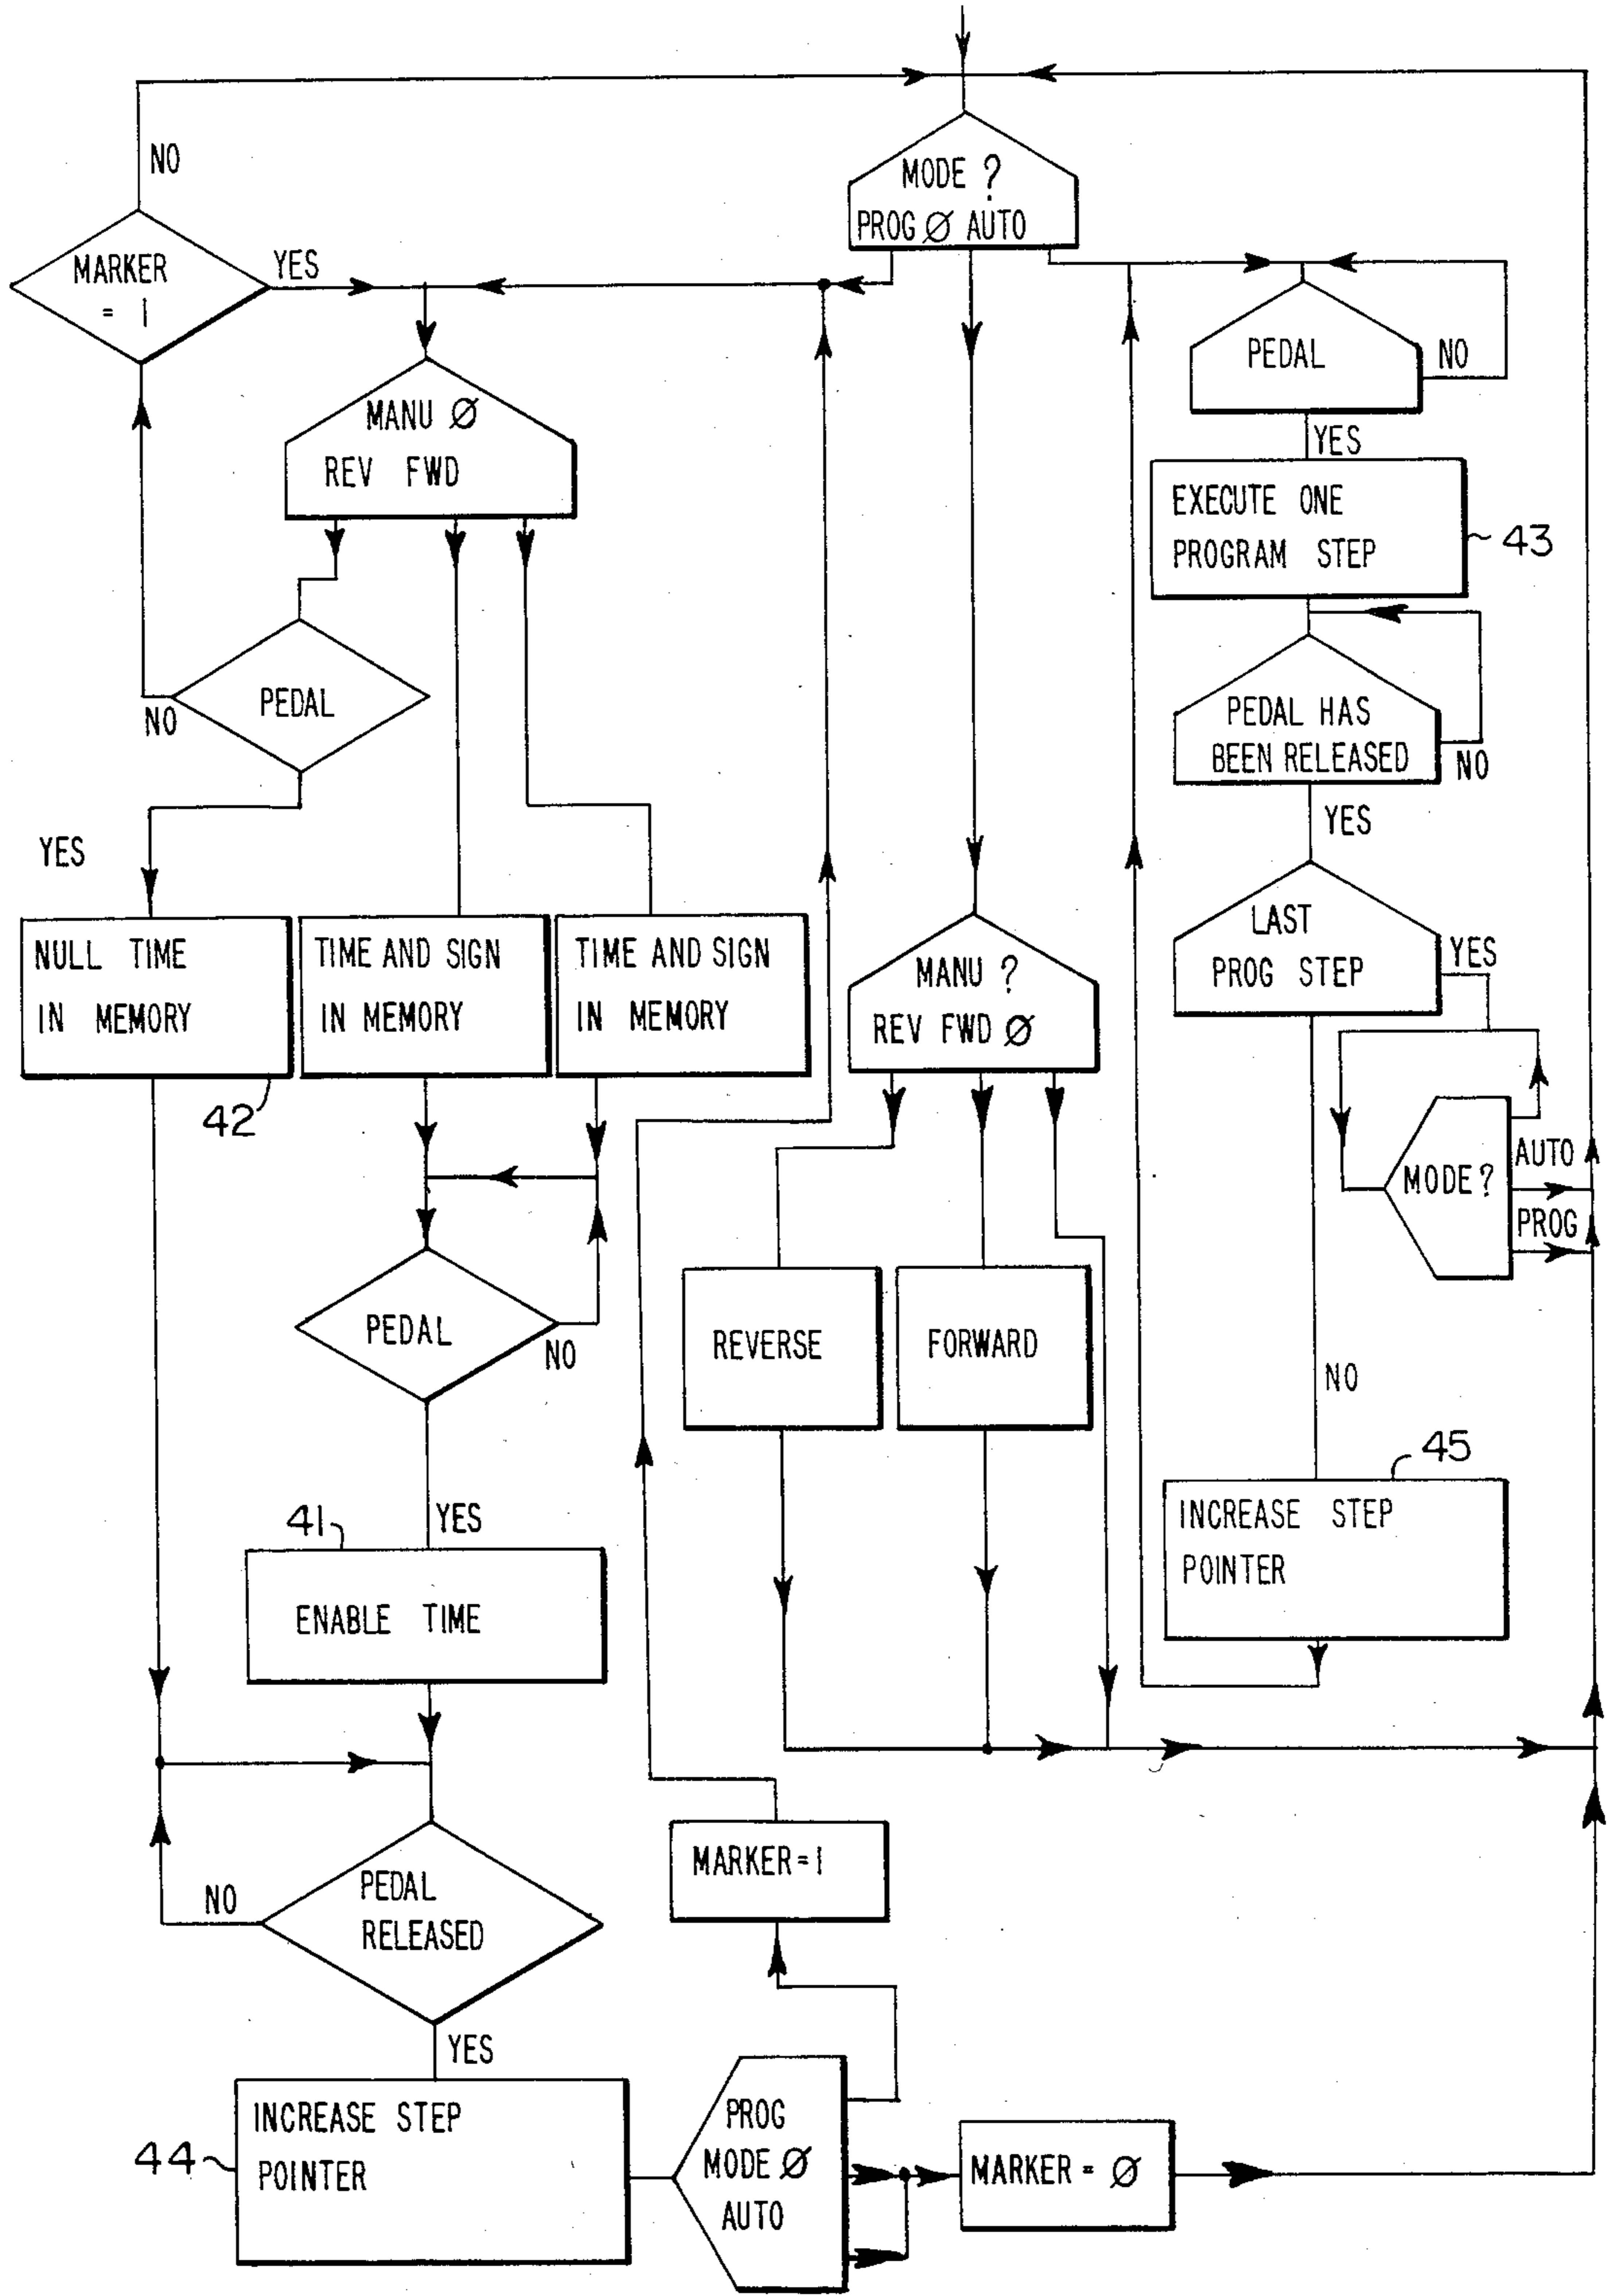 NO
MODE ?
PROG Ø AUTO
MARKER
= 1
YES
MANU Ø
REV FWD
PEDAL
NO
YES
EXECUTE ONE
PROGRAM STEP
43
PEDAL
NO
PEDAL HAS
BEEN RELEASED
NO
YES
YES
LAST
PROG STEP
YES
NULL TIME
IN MEMORY
42
TIME AND SIGN
IN MEMORY
TIME AND SIGN
IN MEMORY
MANU ?
REV FWD Ø
MODE ?
AUTO
PROG
PEDAL
NO
REVERSE
FORWARD
NO
YES
41
ENABLE TIME
45
INCREASE STEP
POINTER
MARKER = 1
PEDAL
RELEASED
NO
YES
INCREASE STEP
POINTER
44
PROG
MODE Ø
AUTO
MARKER = Ø